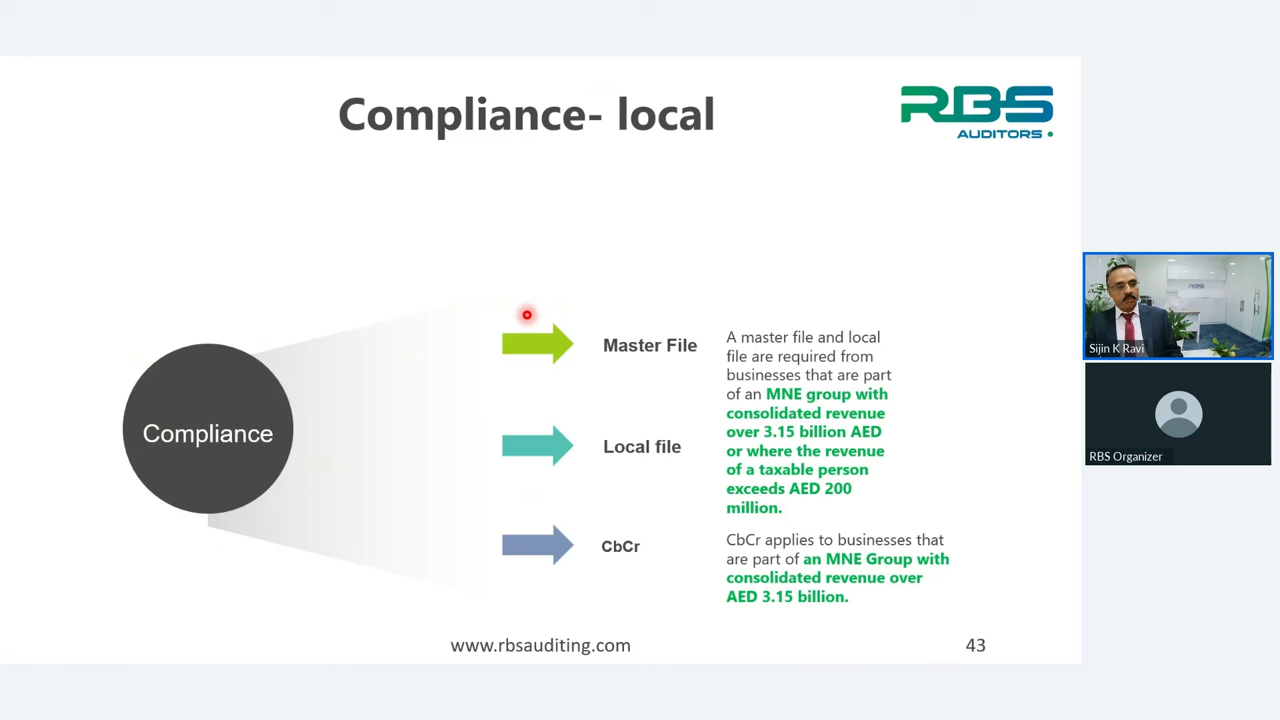 Compliance- local
RBS
AUDITORS
Compliance
Master File
A master file and local
file are required from
businesses that are part
of an MNE group with
consolidated revenue
over 3.15 billion AED
or where the revenue
of a taxable person
exceeds AED 200
million.
Local file
CbCr
CbCr applies to businesses that
are part of an MNE Group with
consolidated revenue over
AED 3.15 billion.
www.rbsauditing.com
43
RBS
Sijin K Ravi
RBS Organizer